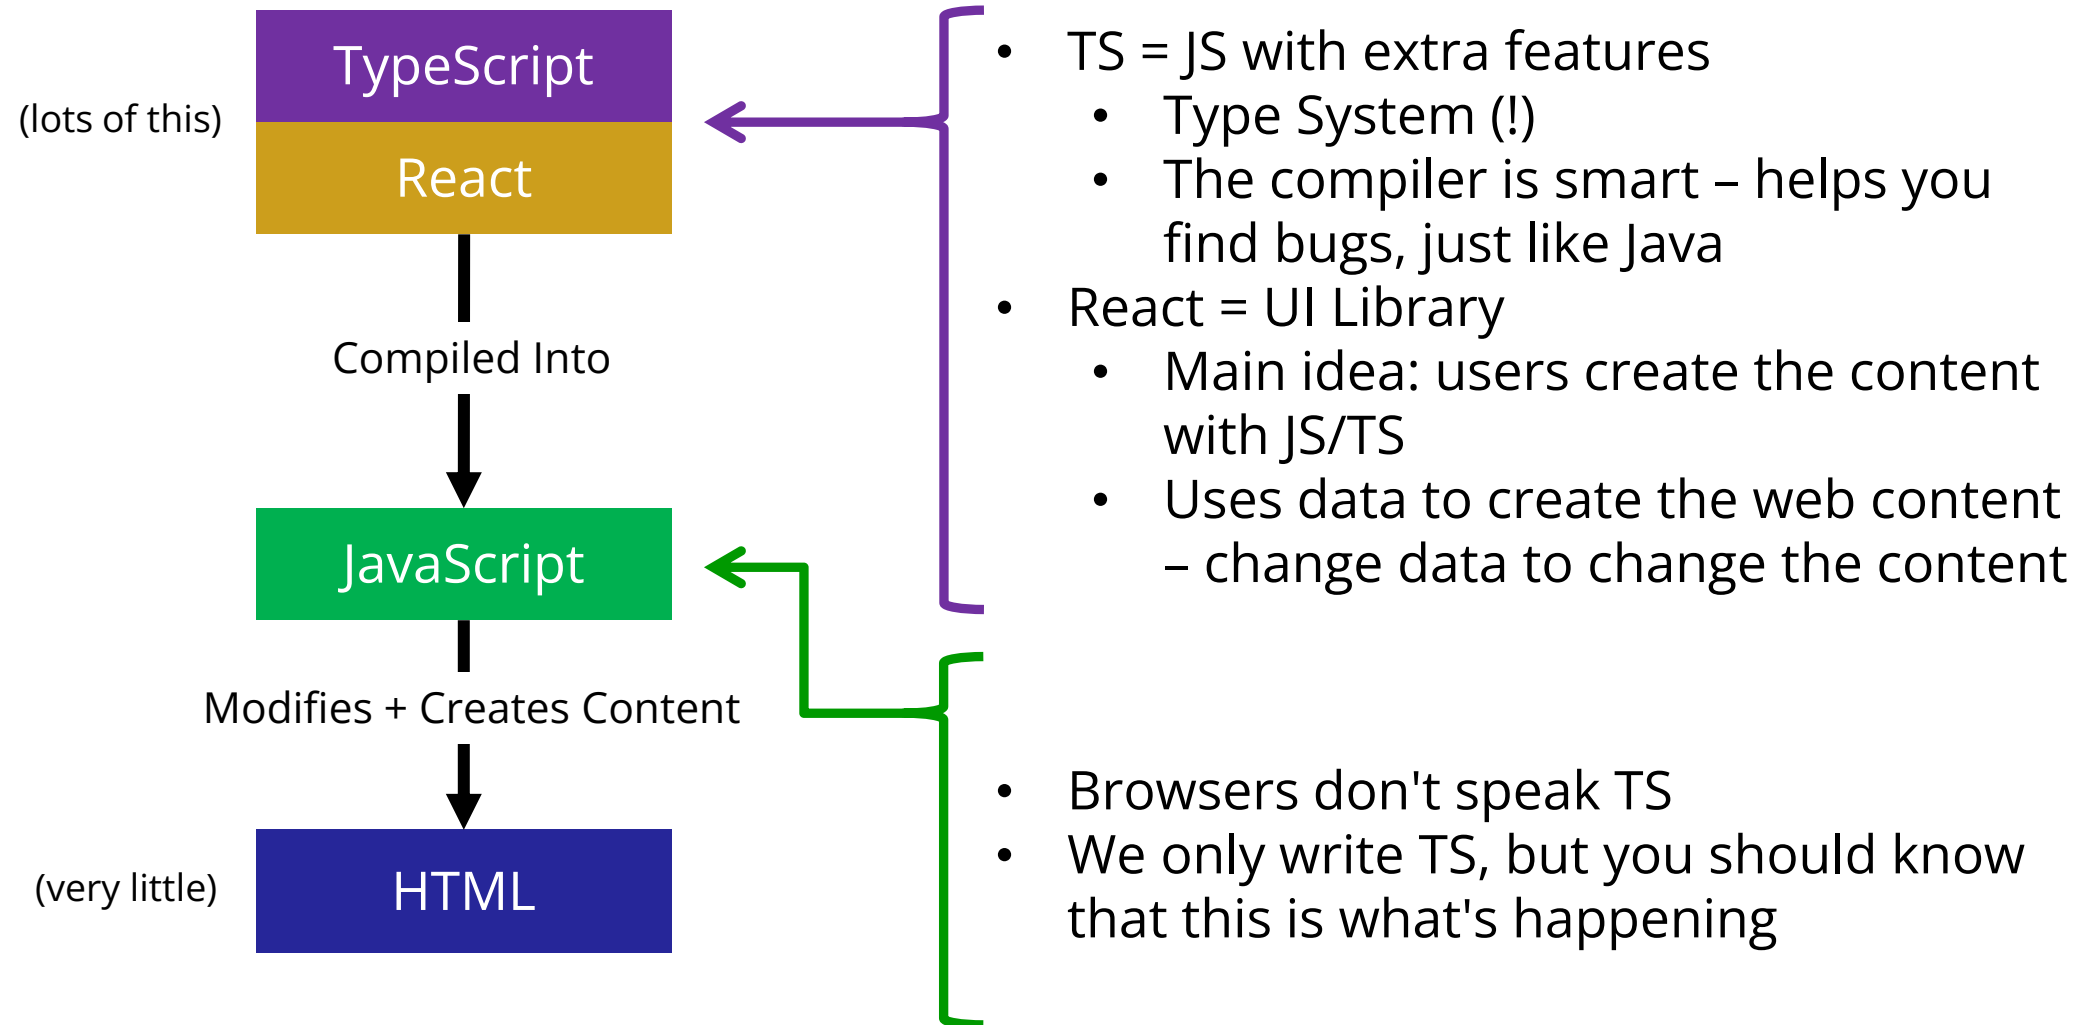 TypeScript
(lots of this)
React
Compiled Into
JavaScript
Modifies + Creates Content
(very little)
HTML
• TS = JS with extra features
• Type System (!)
• The compiler is smart – helps you
find bugs, just like Java
• React = UI Library
• Main idea: users create the content
with JS/TS
• Uses data to create the web content
– change data to change the content
• Browsers don't speak TS
• We only write TS, but you should know
that this is what's happening